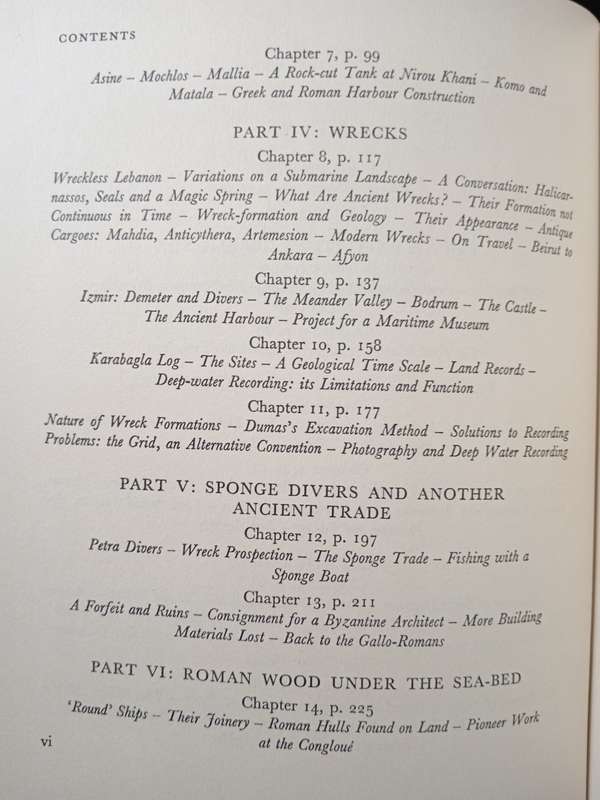 CONTENTS
Chapter 7, p. 99
Asine – Mochlos – Mallia – A Rock-cut Tank at Nirou Khani – Komo and
Matala – Greek and Roman Harbour Construction
PART IV: WRECKS
Chapter 8, p. 117
Wreckless Lebanon – Variations on a Submarine Landscape – A Conversation: Halicar-
nassos, Seals and a Magic Spring – What Are Ancient Wrecks? – Their Formation not
Continuous in Time – Wreck-formation and Geology – Their Appearance – Antique
Cargoes: Mahdia, Anticythera, Artemesion – Modern Wrecks – On Travel – Beirut to
Ankara – Afyon
Chapter 9, p. 137
Izmir: Demeter and Divers – The Meander Valley – Bodrum – The Castle –
The Ancient Harbour – Project for a Maritime Museum
Chapter 10, p. 158
Karabagla Log – The Sites – A Geological Time Scale – Land Records –
Deep-water Recording: its Limitations and Function
Chapter 11, p. 177
Nature of Wreck Formations – Dumas's Excavation Method – Solutions to Recording
Problems: the Grid, an Alternative Convention – Photography and Deep Water Recording
PART V: SPONGE DIVERS AND ANOTHER
ANCIENT TRADE
Chapter 12, p. 197
Petra Divers – Wreck Prospection – The Sponge Trade – Fishing with a
Sponge Boat
Chapter 13, p. 211
A Forfeit and Ruins – Consignment for a Byzantine Architect – More Building
Materials Lost – Back to the Gallo-Romans
PART VI: ROMAN WOOD UNDER THE SEA-BED
Chapter 14, p. 225
'Round' Ships – Their Joinery – Roman Hulls Found on Land – Pioneer Work
at the Congloué
vi